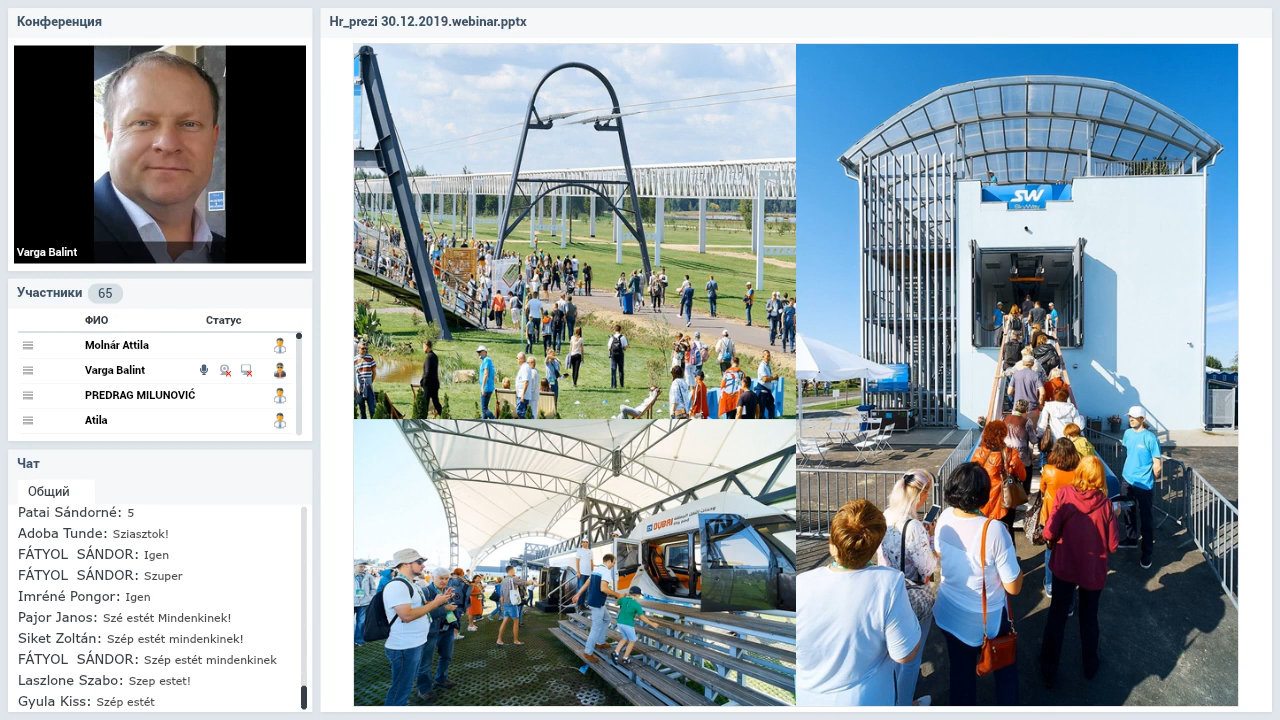 Конференция
Varga Balint
Участники 65
ФИО Статус
Molnár Attila
Varga Balint
PREDRAG MILUNOVIĆ
Atila
Чат
Общий
Patai Sándorné: 5
Adoba Tunde: Sziasztok!
FÁTYOL SÁNDOR: Igen
FÁTYOL SÁNDOR: Szuper
Imréné Pongor: Igen
Pajor Janos: Szé estét Mindenkinek!
Siket Zoltán: Szép estét mindenkinek!
FÁTYOL SÁNDOR: Szép estét mindenkinek
Laszlone Szabo: Szep estet!
Gyula Kiss: Szép estét
Hr_prezi 30.12.2019.webinar.pptx
SW
SkyWay